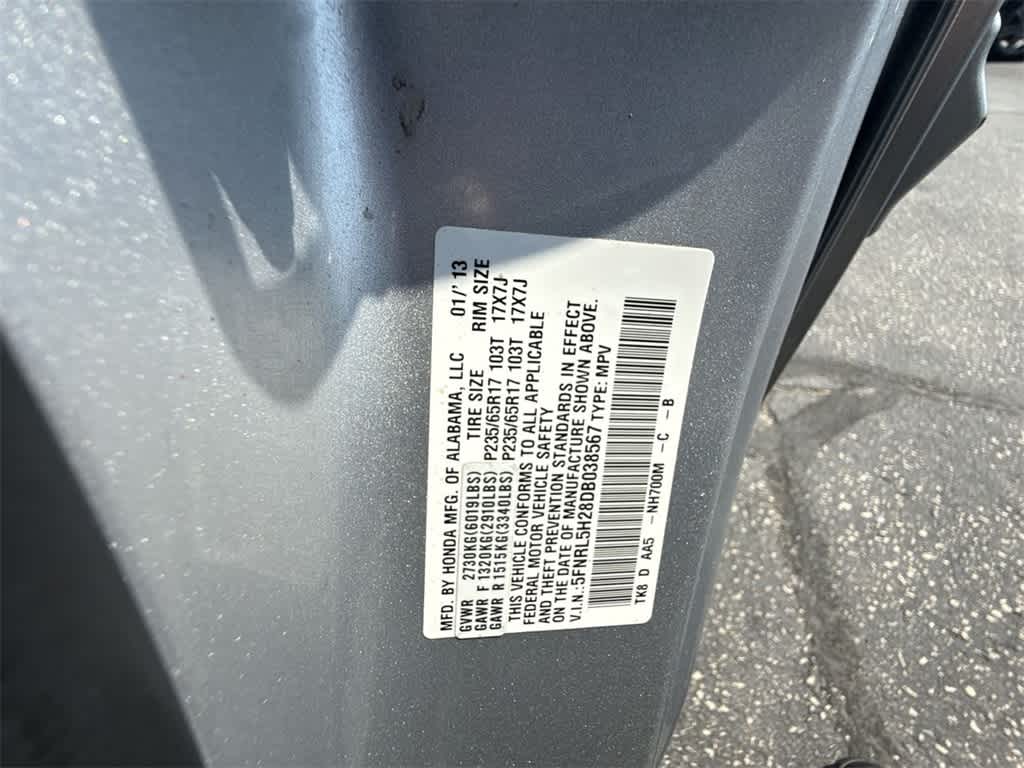 MFD. BY HONDA MFG. OF ALABAMA, LLC 01/'13
GVWR 2730KG(6019LBS) TIRE SIZE RIM SIZE
GAWR F 1320KG(2910LBS) P235/65R17 103T 17X7J
GAWR R 1515KG(3340LBS) P235/65R17 103T 17X7J
THIS VEHICLE CONFORMS TO ALL APPLICABLE
FEDERAL MOTOR VEHICLE SAFETY
AND THEFT PREVENTION STANDARDS IN EFFECT
ON THE DATE OF MANUFACTURE SHOWN ABOVE.
V.I.N.:5FNRL5H28DB038567 TYPE: MPV
TK8 D AA5 -NH700M -C -B